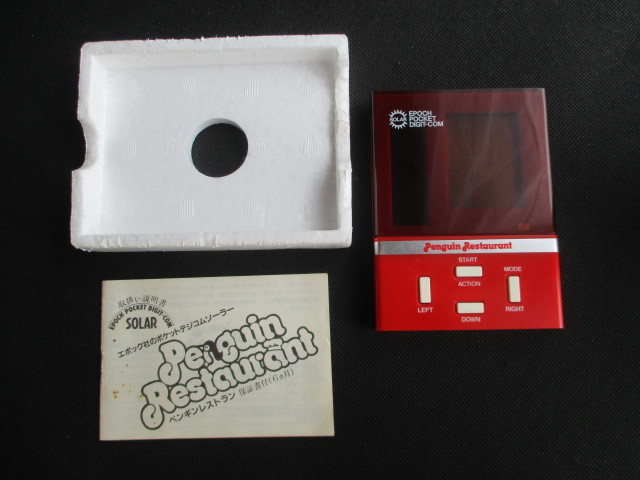 SOLAR
EPOCH
POCKET
DIGIT-COM
Penguin Restaurant
START
ACTION
MODE
LEFT
DOWN
RIGHT
取扱い説明書
EPOCH POCKET DIGIT-COM
SOLAR
エポック社のポケットデジコムソーラー
Penguin
Restaurant
ペンギンレストラン 保証書付(6ヵ月)